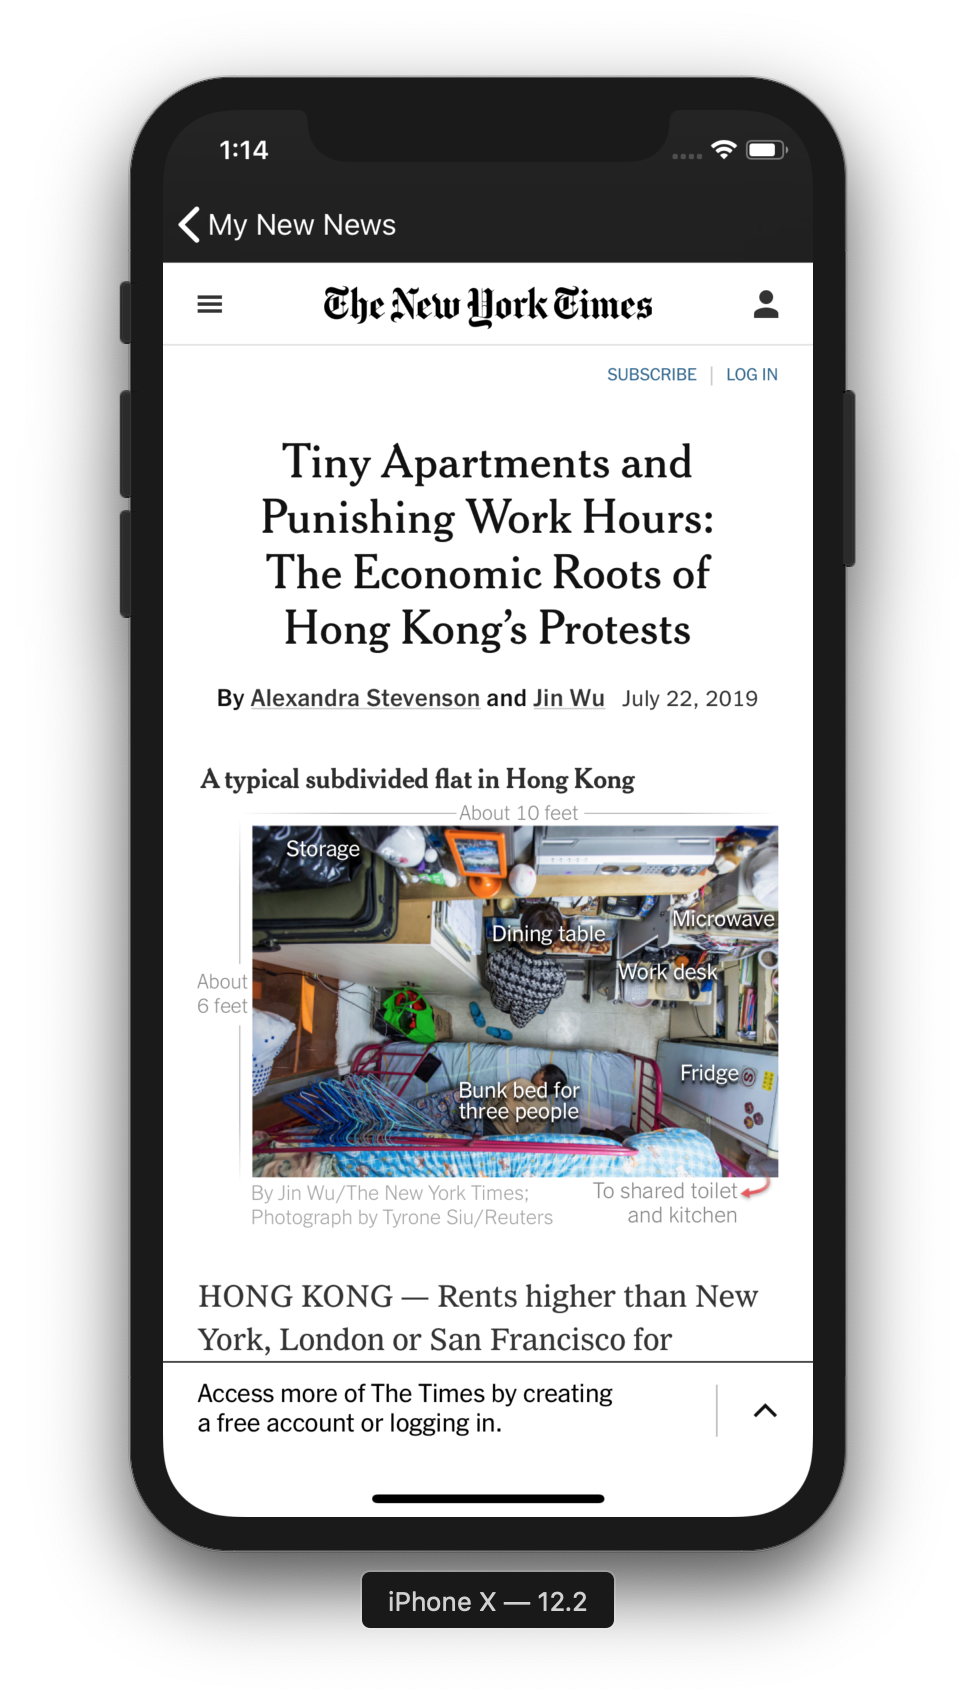 1:14
My New News
The New York Times
SUBSCRIBE | LOG IN
Tiny Apartments and
Punishing Work Hours:
The Economic Roots of
Hong Kong’s Protests
By Alexandra Stevenson and Jin Wu July 22, 2019
A typical subdivided flat in Hong Kong
About 10 feet
Storage
Microwave
Dining table
Work desk
About
6 feet
Fridge
Bunk bed for
three people
By Jin Wu/The New York Times;
Photograph by Tyrone Siu/Reuters
To shared toilet
and kitchen
HONG KONG — Rents higher than New
York, London or San Francisco for
Access more of The Times by creating
a free account or logging in.
iPhone X — 12.2